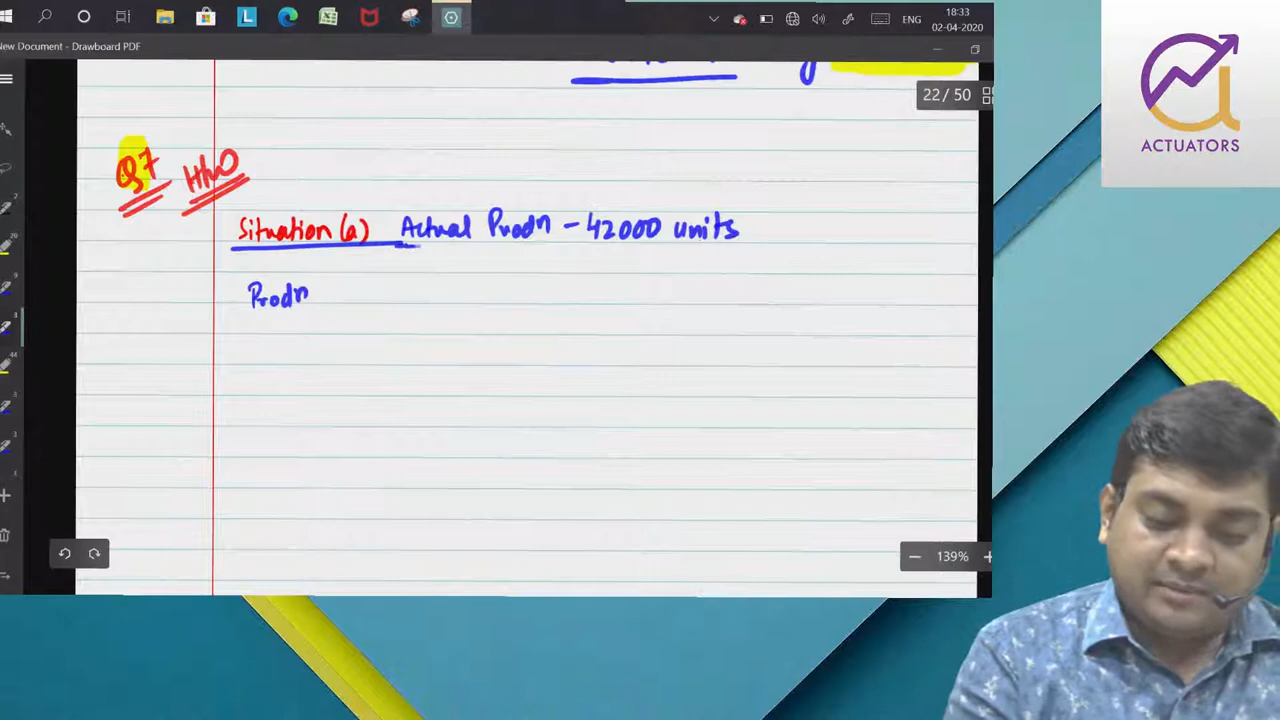 18:33
ENG
02-04-2020
New Document - Drawboard PDF
22 / 50
ACTUATORS
Q7
Situation (a) Actual Prodn - 42000 units
Prodn
139%